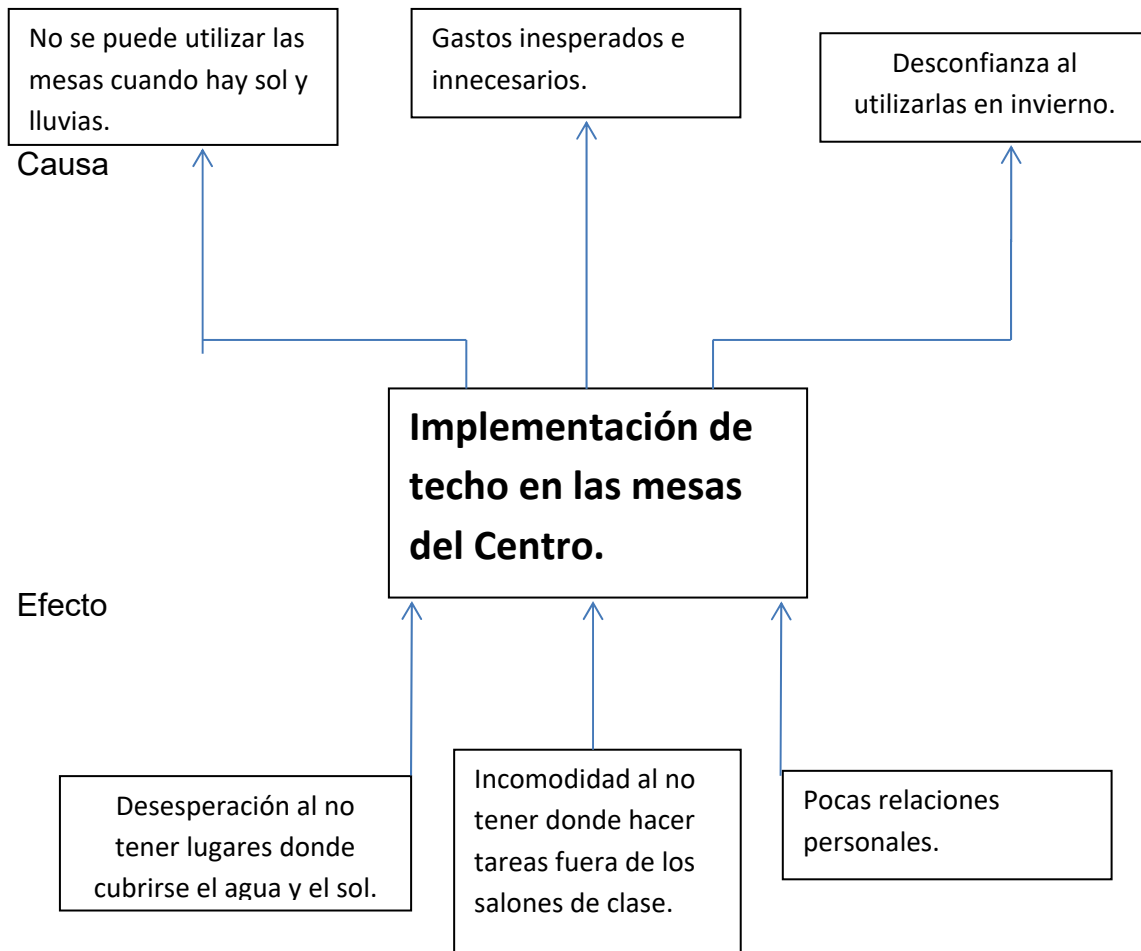 No se puede utilizar las
mesas cuando hay sol y
lluvias.
Gastos inesperados e
innecesarios.
Desconfianza al
utilizarlas en invierno.
Causa
Implementación de
techo en las mesas
del Centro.
Efecto
Desesperación al no
tener lugares donde
cubrirse el agua y el sol.
Incomodidad al no
tener donde hacer
tareas fuera de los
salones de clase.
Pocas relaciones
personales.